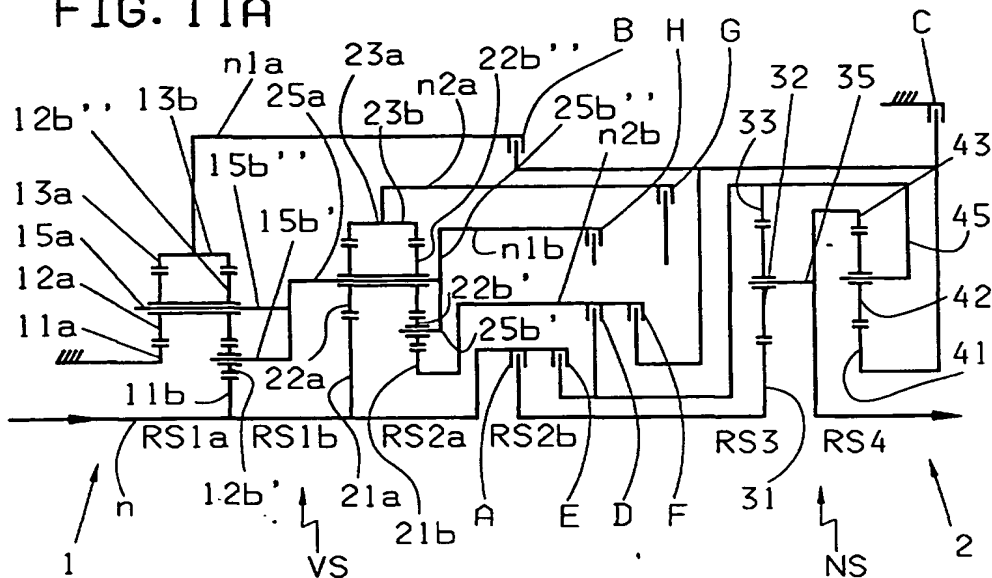 FIG. 11A
B H G C
23a 22b''
n1a n2a 32 35
25a 23b 25b''
12b'' 13b n2b 33
43
13a 15b''
15a 15b' 45
12a n1b
11a 22b' 42
25b'
22a 41
11b
RS1a RS1b RS2a RS2b RS3 RS4
n 12b' 21a 21b A E D F 31
1 VS NS 2